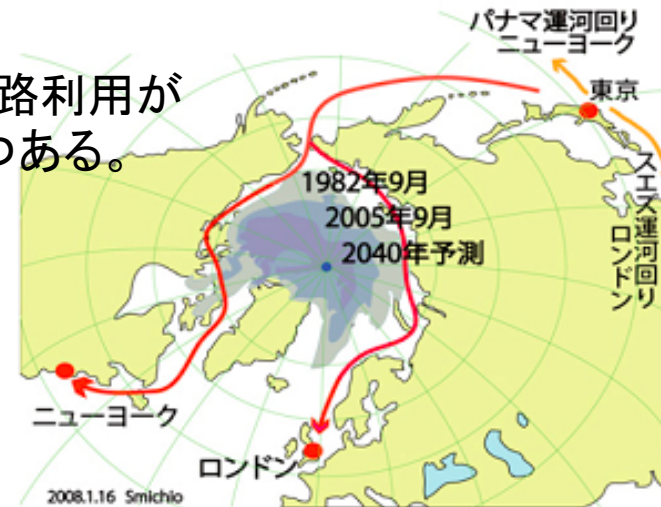 路利用が
つある。
パナマ運河回り
ニューヨーク
東京
スエズ運河回り
ロンドン
1982年9月
2005年9月
2040年予測
ニューヨーク
ロンドン
2008.1.16 Smichio